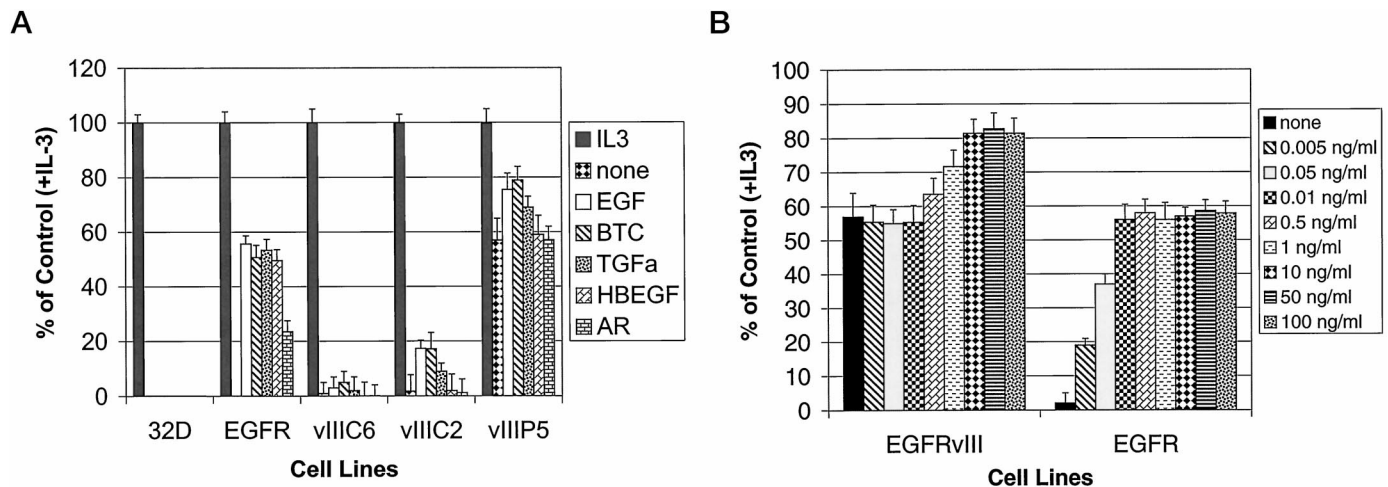 A
% of Control (+IL-3)
120
100
80
60
40
20
0
32D EGFR vIIIC6 vIIIC2 vIIIP5
Cell Lines
IL3
none
EGF
BTC
TGFa
HBEGF
AR
B
% of Control (+IL3)
100
90
80
70
60
50
40
30
20
10
0
EGFRvIII EGFR
Cell Lines
none
0.005 ng/ml
0.05 ng/ml
0.01 ng/ml
0.5 ng/ml
1 ng/ml
10 ng/ml
50 ng/ml
100 ng/ml